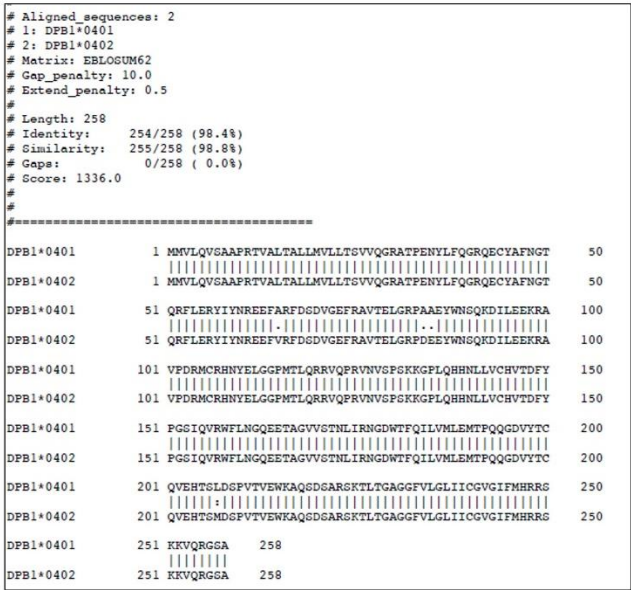 #
# Aligned_sequences: 2
# 1: DPB1*0401
# 2: DPB1*0402
# Matrix: EBLOSUM62
# Gap_penalty: 10.0
# Extend_penalty: 0.5
#
# Length: 258
# Identity:     254/258 (98.4%)
# Similarity:   255/258 (98.8%)
# Gaps:           0/258 ( 0.0%)
# Score: 1336.0
#
#
#=======================================
DPB1*0401          1 MMVLQVSAAPRTVALTALLMVLLTSVVQGRATPENYLFQGRQECYAFNGT     50
                     ||||||||||||||||||||||||||||||||||||||||||||||||||
DPB1*0402          1 MMVLQVSAAPRTVALTALLMVLLTSVVQGRATPENYLFQGRQECYAFNGT     50
DPB1*0401         51 QRFLERYIYNREEFARFDSDVGEFRAVTELGRPAAEYWNSQKDILEEKRA    100
                     ||||||||||||||.||||||||||||||||||..|||||||||||||||
DPB1*0402         51 QRFLERYIYNREEFVRFDSDVGEFRAVTELGRPDEEYWNSQKDILEEKRA    100
DPB1*0401        101 VPDRMCRHNYELGGPMTLQRRVQPRVNVSPSKKGPLQHHNLLVCHVTDFY    150
                     ||||||||||||||||||||||||||||||||||||||||||||||||||
DPB1*0402        101 VPDRMCRHNYELGGPMTLQRRVQPRVNVSPSKKGPLQHHNLLVCHVTDFY    150
DPB1*0401        151 PGSIQVRWFLNGQEETAGVVSTNLIRNGDWTFQILVMLEMTPQQGDVYTC    200
                     ||||||||||||||||||||||||||||||||||||||||||||||||||
DPB1*0402        151 PGSIQVRWFLNGQEETAGVVSTNLIRNGDWTFQILVMLEMTPQQGDVYTC    200
DPB1*0401        201 QVEHTSLDSPVTVEWKAQSDSARSKTLTGAGGFVLGLIICGVGIFMHRRS    250
                     ||||||:|||||||||||||||||||||||||||||||||||||||||||
DPB1*0402        201 QVEHTSMDSPVTVEWKAQSDSARSKTLTGAGGFVLGLIICGVGIFMHRRS    250
DPB1*0401        251 KKVQRGSA    258
                     ||||||||
DPB1*0402        251 KKVQRGSA    258